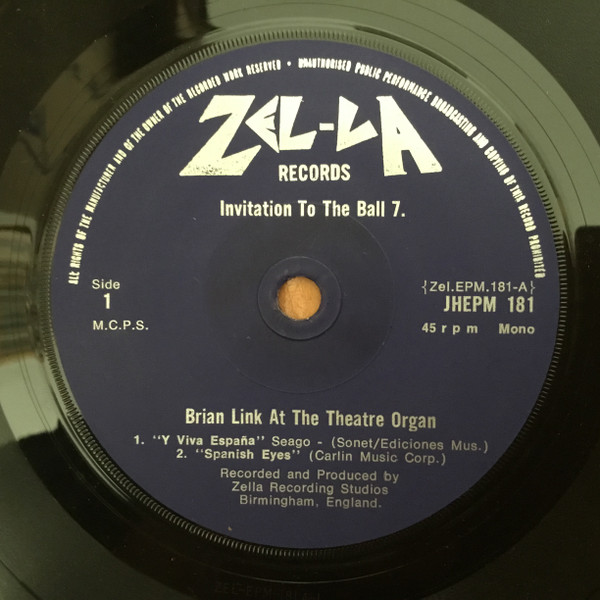 ALL RIGHTS OF THE MANUFACTURER AND OF THE OWNER OF THE RECORDED WORK RESERVED • UNAUTHORISED PUBLIC PERFORMANCE BROADCASTING AND COPYING OF THIS RECORD PROHIBITED
ZEL-LA
RECORDS
Invitation To The Ball 7.
Side
1
M.C.P.S.
{Zel.EPM.181-A}
JHEPM 181
45 rpm Mono
Brian Link At The Theatre Organ
1. "Y Viva España" Seago - (Sonet/Ediciones Mus.)
2. "Spanish Eyes" (Carlin Music Corp.)
Recorded and Produced by
Zella Recording Studios
Birmingham, England.